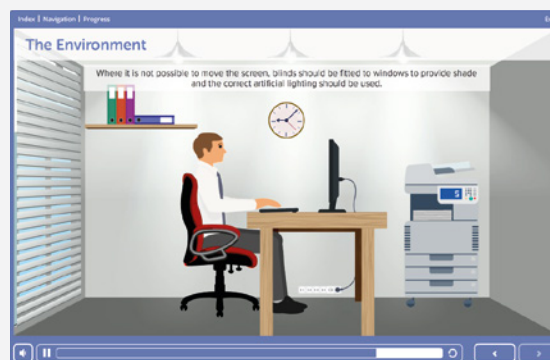 Index | Navigation | Progress
The Environment
Where it is not possible to move the screen, blinds should be fitted to windows to provide shade
and the correct artificial lighting should be used.